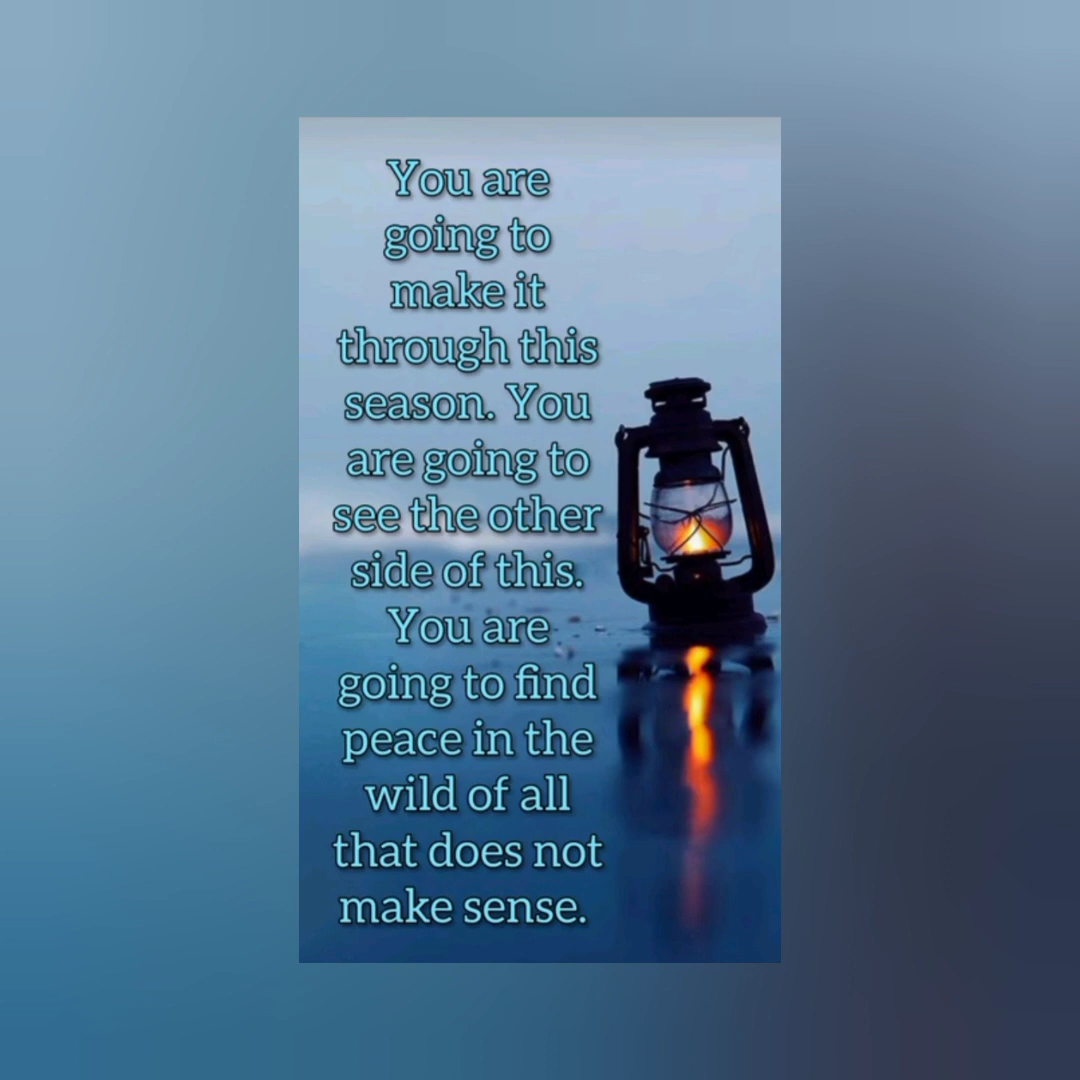 You are
going to
make it
through this
season. You
are going to
see the other
side of this.
You are
going to find
peace in the
wild of all
that does not
make sense.